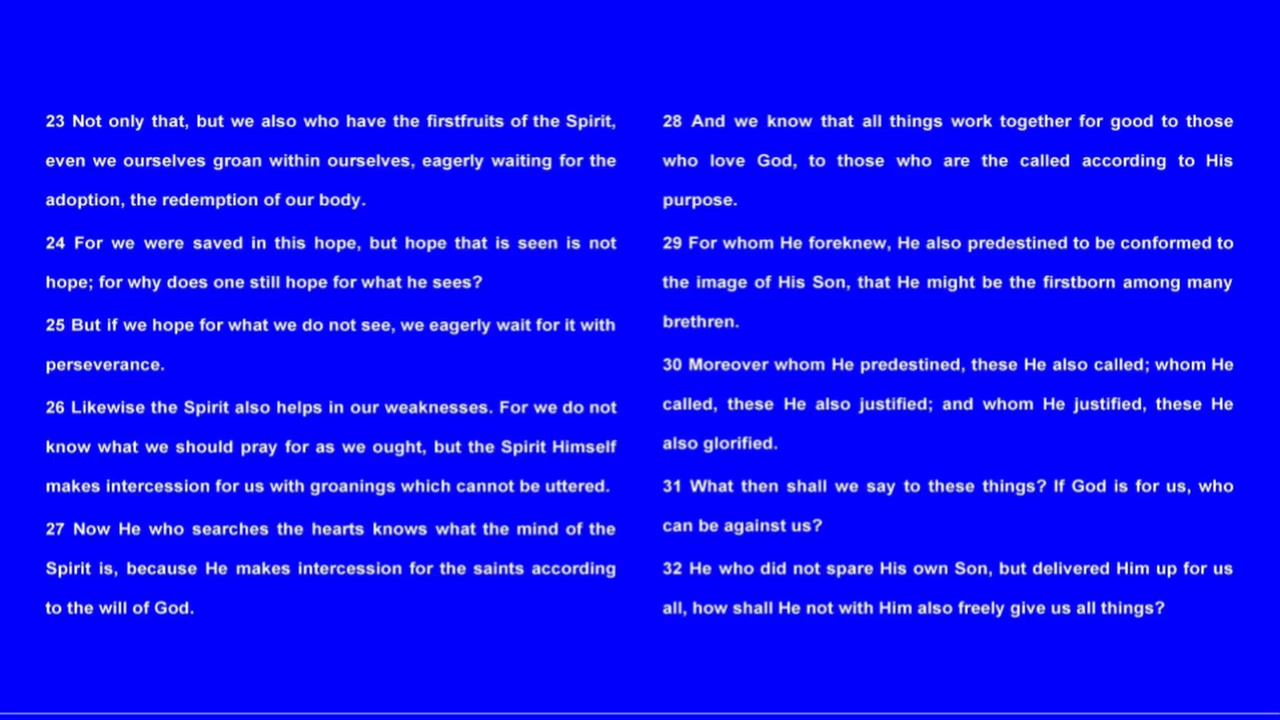 23 Not only that, but we also who have the firstfruits of the Spirit,
even we ourselves groan within ourselves, eagerly waiting for the
adoption, the redemption of our body.
24 For we were saved in this hope, but hope that is seen is not
hope; for why does one still hope for what he sees?
25 But if we hope for what we do not see, we eagerly wait for it with
perseverance.
26 Likewise the Spirit also helps in our weaknesses. For we do not
know what we should pray for as we ought, but the Spirit Himself
makes intercession for us with groanings which cannot be uttered.
27 Now He who searches the hearts knows what the mind of the
Spirit is, because He makes intercession for the saints according
to the will of God.
28 And we know that all things work together for good to those
who love God, to those who are the called according to His
purpose.
29 For whom He foreknew, He also predestined to be conformed to
the image of His Son, that He might be the firstborn among many
brethren.
30 Moreover whom He predestined, these He also called; whom He
called, these He also justified; and whom He justified, these He
also glorified.
31 What then shall we say to these things? If God is for us, who
can be against us?
32 He who did not spare His own Son, but delivered Him up for us
all, how shall He not with Him also freely give us all things?